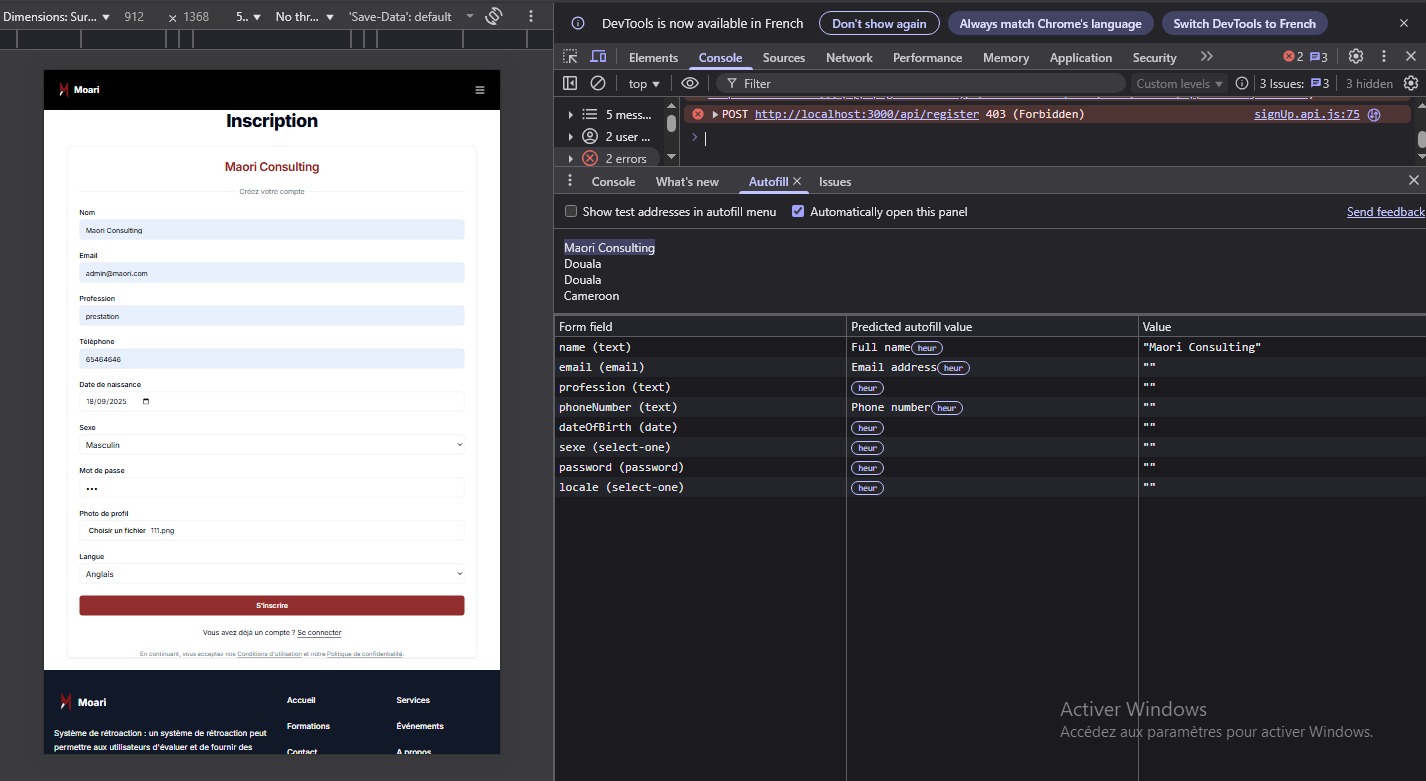 Dimensions: Sur... ▼ 912 × 1368 5.. ▼ No thr... ▼ 'Save-Data': default ▼
DevTools is now available in French Don't show again Always match Chrome's language Switch DevTools to French
Elements Console Sources Network Performance Memory Application Security 2 3
top ▼ Filter Custom levels ▼ 3 Issues: 3 3 hidden
5 mess...
2 user ...
2 errors
POST http://localhost:3000/api/register 403 (Forbidden) signUp.api.js:75
Console What's new Autofill Issues
Show test addresses in autofill menu Automatically open this panel Send feedback
Maori Consulting
Douala
Douala
Cameroon
Form field Predicted autofill value Value
name (text) Full name heur "Maori Consulting"
email (email) Email address heur ""
profession (text) heur ""
phoneNumber (text) Phone number heur ""
dateOfBirth (date) heur ""
sexe (select-one) heur ""
password (password) heur ""
locale (select-one) heur ""
Moari
Inscription
Maori Consulting
Créez votre compte
Nom
Maori Consulting
Email
admin@maori.com
Profession
prestation
Téléphone
65464646
Date de naissance
18/09/2025
Sexe
Masculin
Mot de passe
•••
Photo de profil
Choisir un fichier 111.png
Langue
Anglais
S'inscrire
Vous avez déjà un compte ? Se connecter
En continuant, vous acceptez nos Conditions d'utilisation et notre Politique de confidentialité.
Moari
Système de rétroaction : un système de rétroaction peut
permettre aux utilisateurs d'évaluer et de fournir des
Accueil Services
Formations Événements
Contact A propos
Activer Windows
Accédez aux paramètres pour activer Windows.